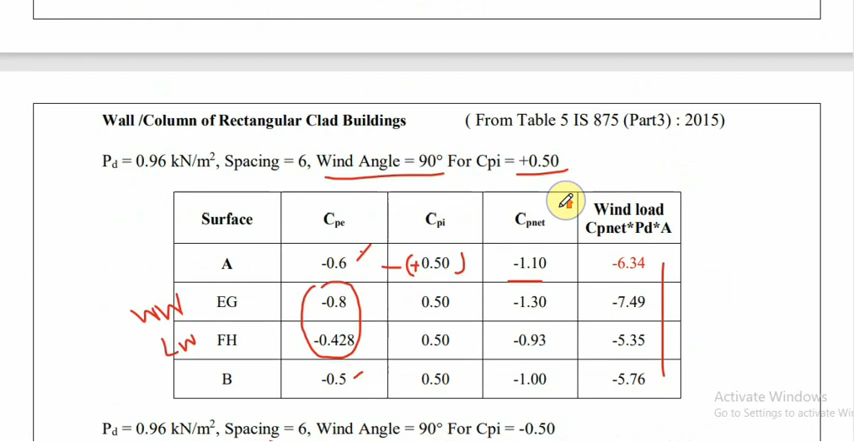 Wall /Column of Rectangular Clad Buildings ( From Table 5 IS 875 (Part3) : 2015)
Pd = 0.96 kN/m², Spacing = 6, Wind Angle = 90° For Cpi = +0.50
Surface Cpe Cpi Cpnet Wind load Cpnet*Pd*A
A -0.6 -(+0.50) -1.10 -6.34
WW EG -0.8 0.50 -1.30 -7.49
LW FH -0.428 0.50 -0.93 -5.35
B -0.5 0.50 -1.00 -5.76
Activate Windows
Go to Settings to activate Wi
Pd = 0.96 kN/m², Spacing = 6, Wind Angle = 90° For Cpi = -0.50